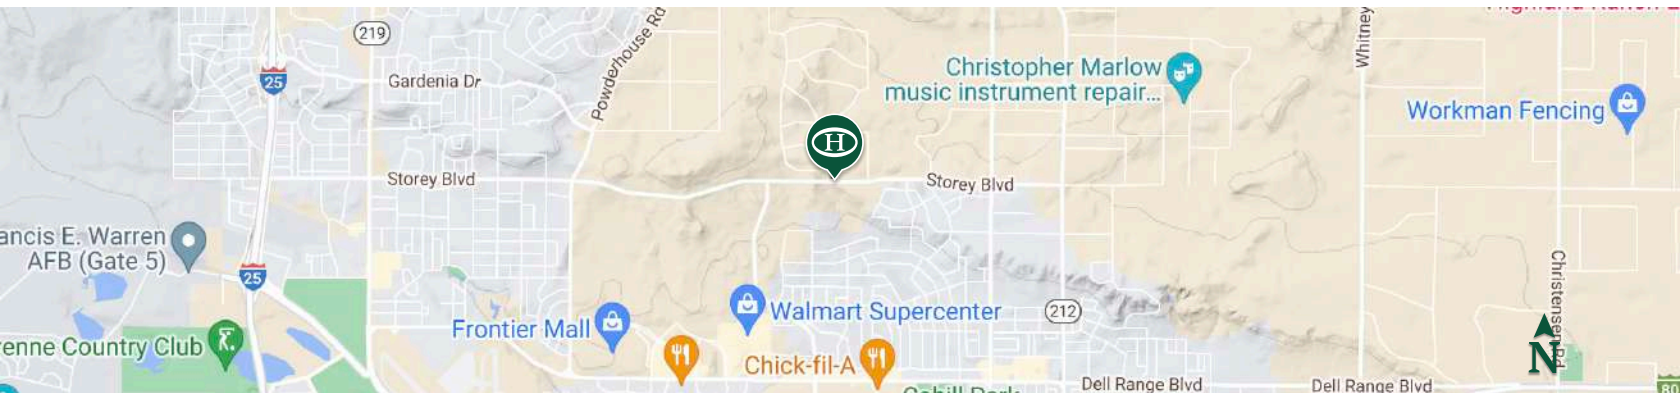 219
Powderhouse Rd
Whitney
25
Gardenia Dr
Christopher Marlow
music instrument repair...
Workman Fencing
H
Storey Blvd
Storey Blvd
ancis E. Warren
AFB (Gate 5)
25
Christensen Rd
Frontier Mall
Walmart Supercenter
212
enne Country Club
Chick-fil-A
N
Dell Range Blvd
Dell Range Blvd
80